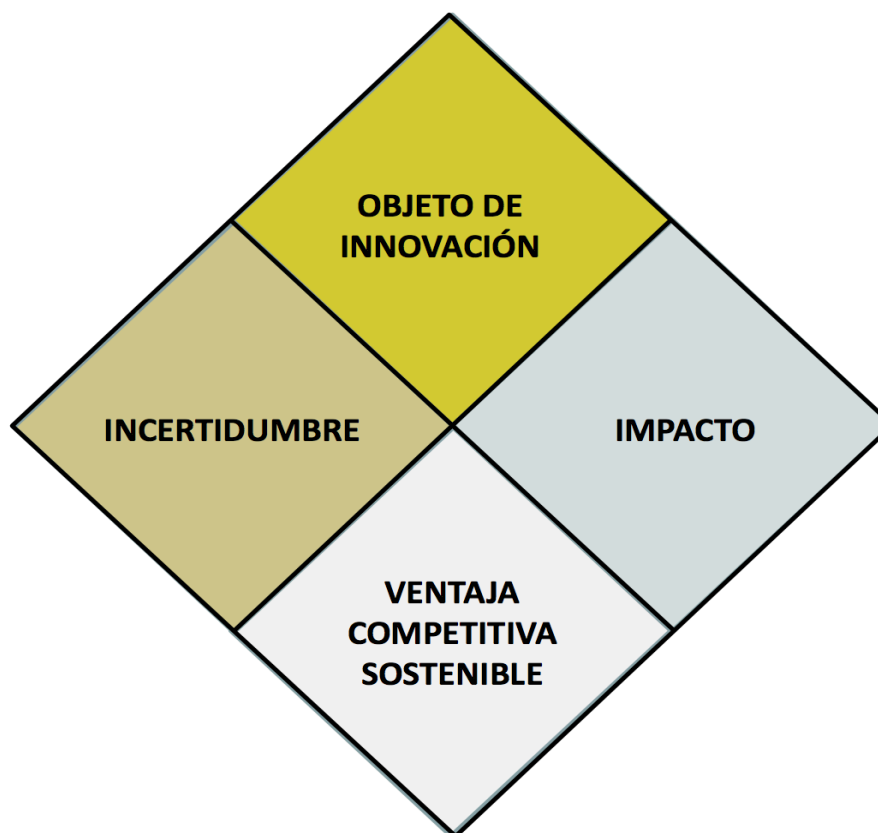 OBJETO DE
INNOVACIÓN
INCERTIDUMBRE
IMPACTO
VENTAJA
COMPETITIVA
SOSTENIBLE